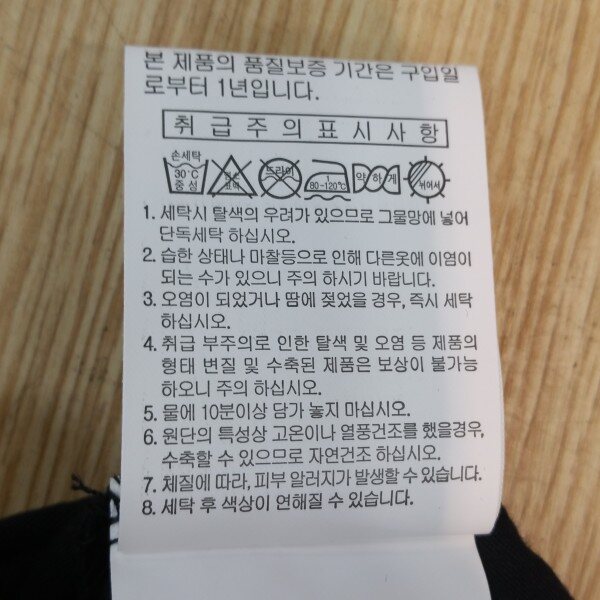 본 제품의 품질보증 기간은 구입일
로부터 1년입니다.
취급주의표시사항
손세탁
30°C
중성
염소
표백
드라이
1
80~120°C
약하게
뉘어서
1. 세탁시 탈색의 우려가 있으므로 그물망에 넣어
단독세탁 하십시오.
2. 습한 상태나 마찰등으로 인해 다른옷에 이염이
되는 수가 있으니 주의 하시기 바랍니다.
3. 오염이 되었거나 땀에 젖었을 경우, 즉시 세탁
하십시오.
4. 취급 부주의로 인한 탈색 및 오염 등 제품의
형태 변질 및 수축된 제품은 보상이 불가능
하오니 주의 하십시오.
5. 물에 10분이상 담가 놓지 마십시오.
6. 원단의 특성상 고온이나 열풍건조를 했을경우,
수축할 수 있으므로 자연건조 하십시오.
7. 체질에 따라, 피부 알러지가 발생할 수 있습니다.
8. 세탁 후 색상이 연해질 수 있습니다.